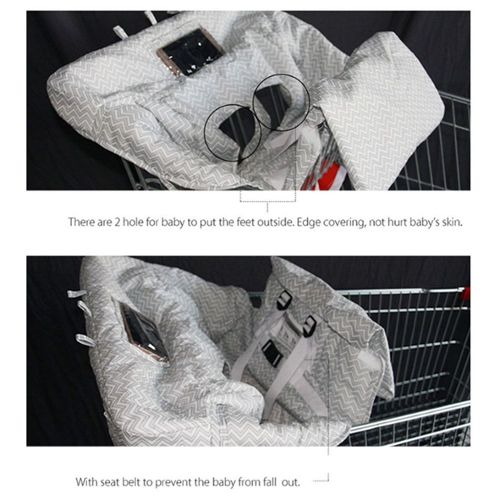 There are 2 hole for baby to put the feet outside. Edge covering, not hurt baby's skin.
With seat belt to prevent the baby from fall out.